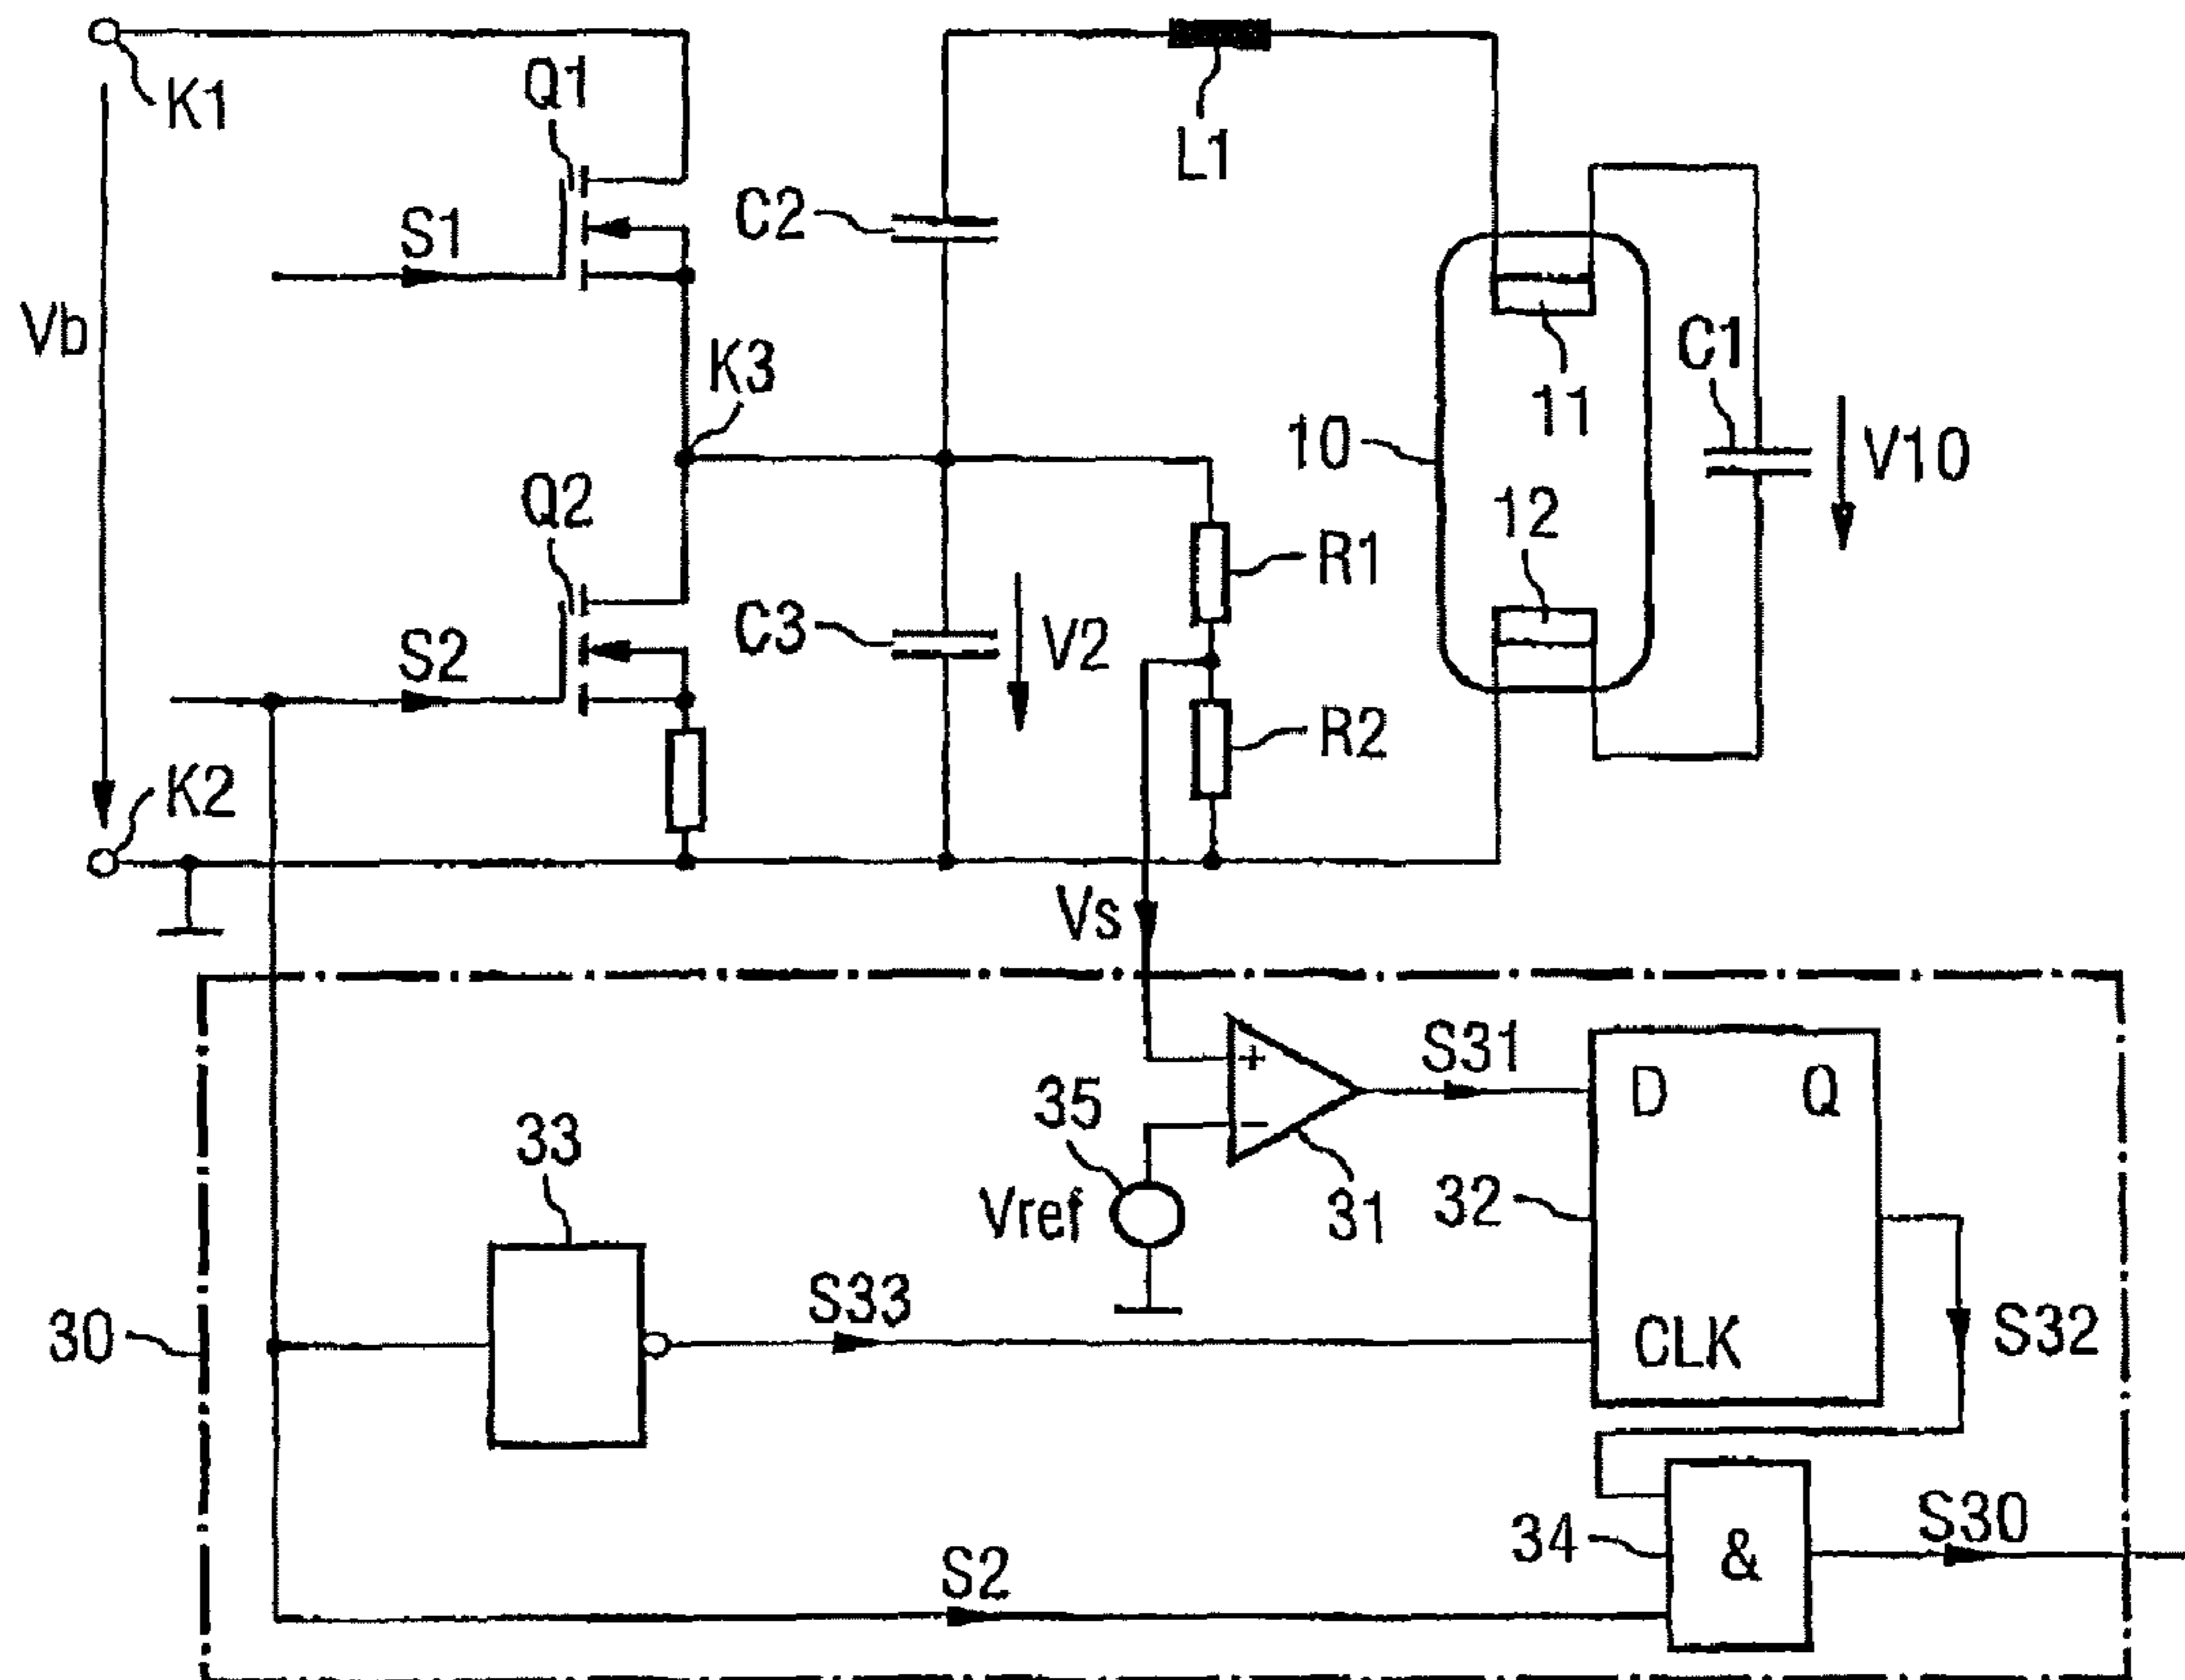 K1
Q1
L1
C2
S1
Vb
K3
11
C1
10
V10
Q2
12
R1
C3
V2
S2
R2
K2
Vs
S31
D
Q
35
+
33
−
Vref
31
32
S33
30
CLK
S32
34
&
S30
S2